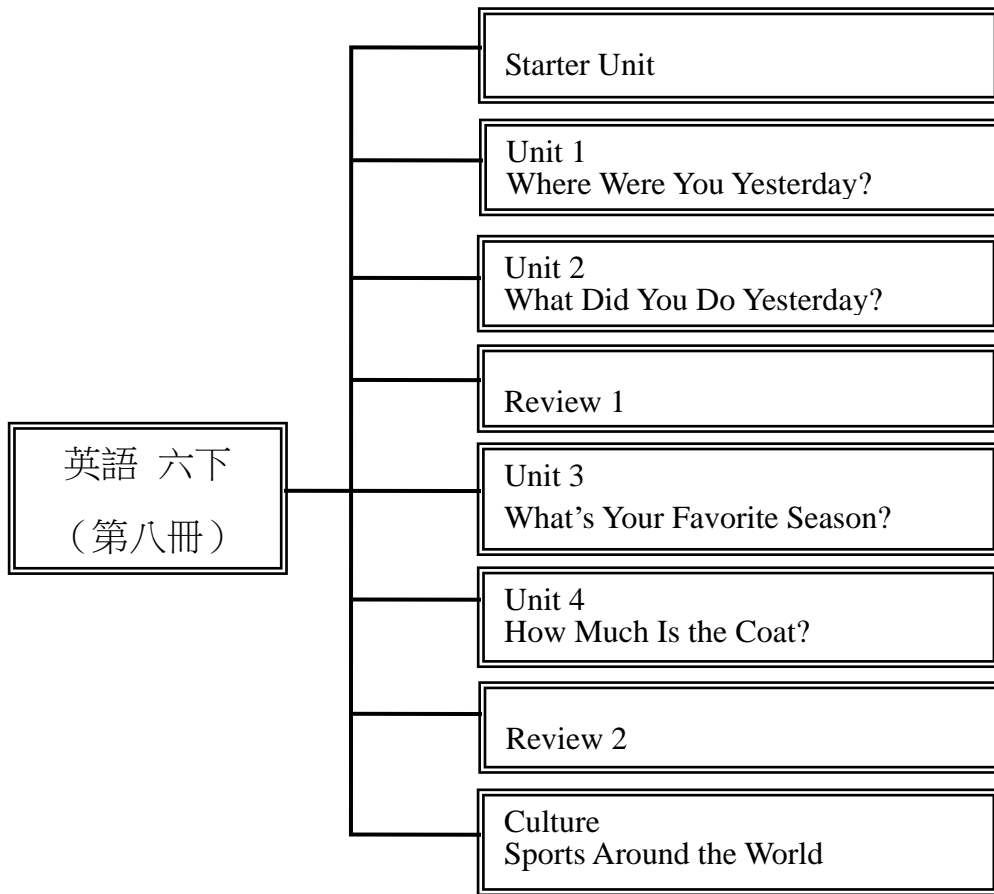 Starter Unit
Unit 1
Where Were You Yesterday?
Unit 2
What Did You Do Yesterday?
Review 1
英語 六下
（第八冊）
Unit 3
What’s Your Favorite Season?
Unit 4
How Much Is the Coat?
Review 2
Culture
Sports Around the World